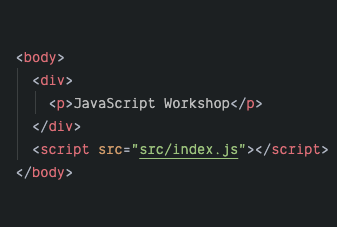 <body>
<div>
<p>JavaScript Workshop</p>
</div>
<script src="src/index.js"></script>
</body>